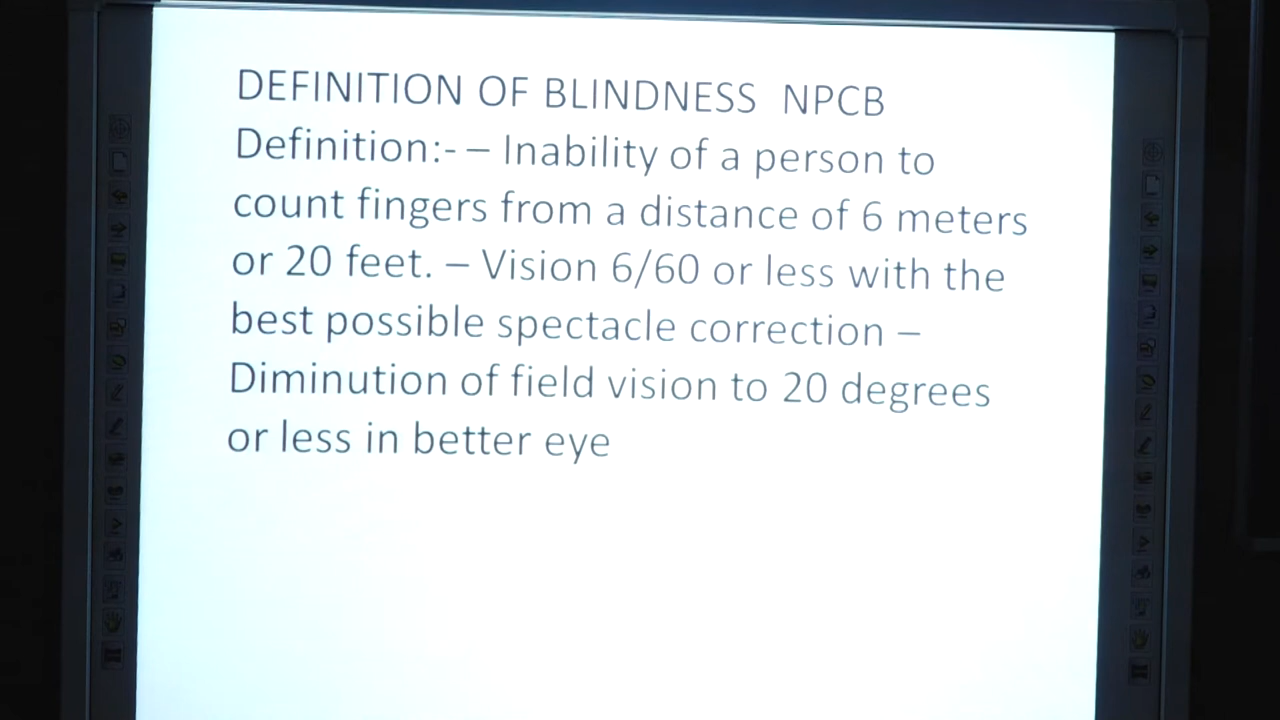 DEFINITION OF BLINDNESS NPCB
Definition:- – Inability of a person to
count fingers from a distance of 6 meters
or 20 feet. – Vision 6/60 or less with the
best possible spectacle correction –
Diminution of field vision to 20 degrees
or less in better eye